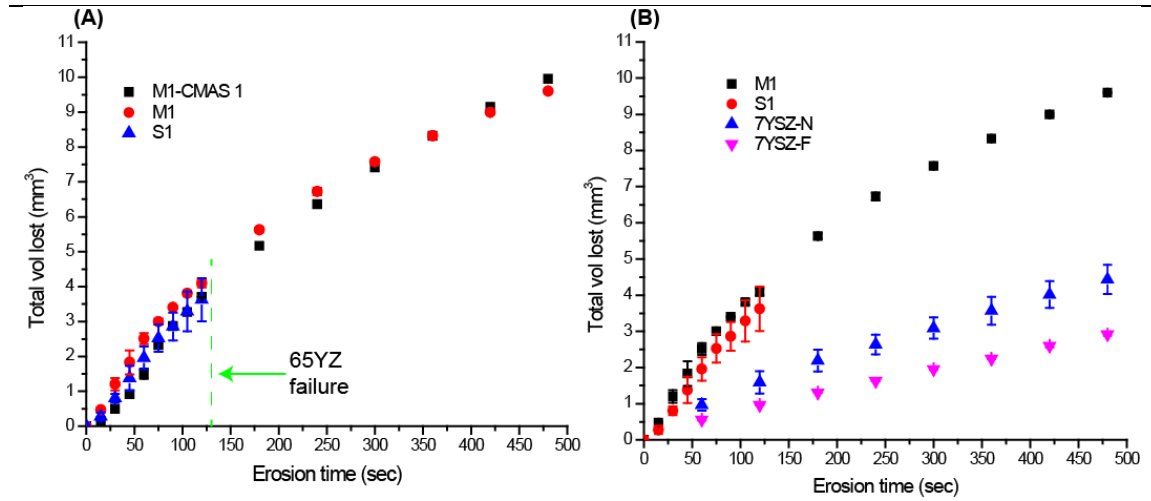 (A)
Total vol lost (mm³)
11
10
9
8
7
6
5
4
3
2
1
0
M1-CMAS 1
M1
S1
65YZ
failure
0 50 100 150 200 250 300 350 400 450 500
Erosion time (sec)
(B)
Total vol lost (mm³)
11
10
9
8
7
6
5
4
3
2
1
0
M1
S1
7YSZ-N
7YSZ-F
0 50 100 150 200 250 300 350 400 450 500
Erosion time (sec)